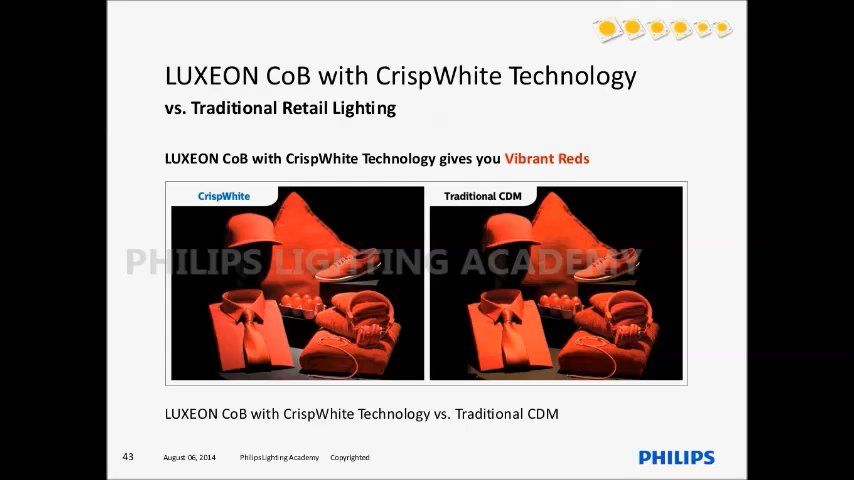 LUXEON CoB with CrispWhite Technology
vs. Traditional Retail Lighting
LUXEON CoB with CrispWhite Technology gives you Vibrant Reds
CrispWhite
Traditional CDM
PHILIPS LIGHTING ACADEMY
LUXEON CoB with CrispWhite Technology vs. Traditional CDM
43 August 06, 2014 PhilipsLighting Academy Copyrighted
PHILIPS